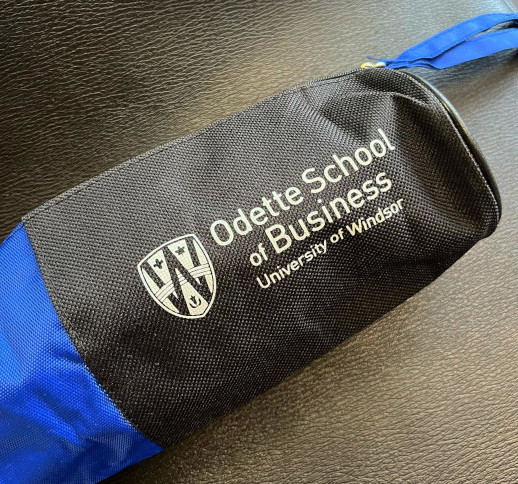 Odette School
of Business
University of Windsor